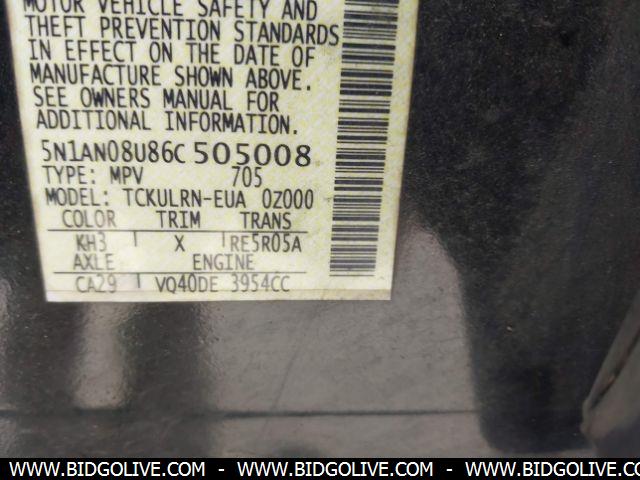 MOTOR VEHICLE SAFETY AND
THEFT PREVENTION STANDARDS
IN EFFECT ON THE DATE OF
MANUFACTURE SHOWN ABOVE.
SEE OWNERS MANUAL FOR
ADDITIONAL INFORMATION.
5N1AN08U86C 505008
TYPE: MPV 705
MODEL: TCKULRN-EUA 0Z000
COLOR TRIM TRANS
KH3 X RE5R05A
AXLE ENGINE
CA29 VQ40DE 3954CC
WWW.BIDGOLIVE.COM - WWW.BIDGOLIVE.COM - WWW.BIDGOLIVE.COM